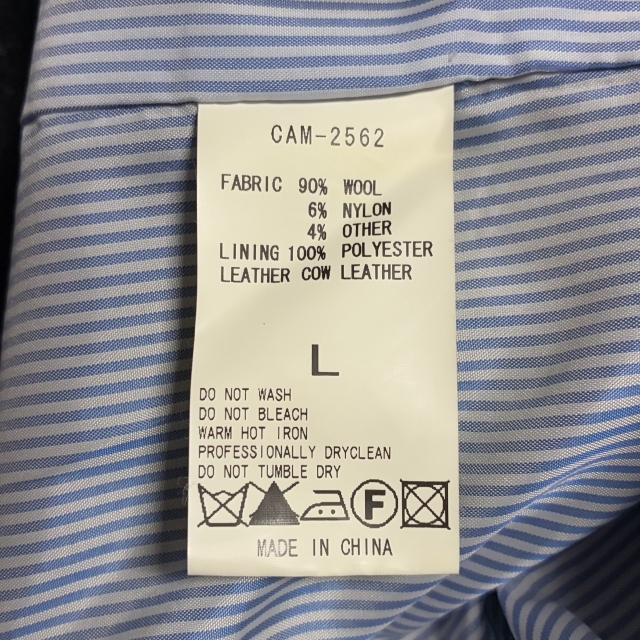 CAM-2562
FABRIC 90% WOOL
6% NYLON
4% OTHER
LINING 100% POLYESTER
LEATHER COW LEATHER
L
DO NOT WASH
DO NOT BLEACH
WARM HOT IRON
PROFESSIONALLY DRYCLEAN
DO NOT TUMBLE DRY
F
MADE IN CHINA